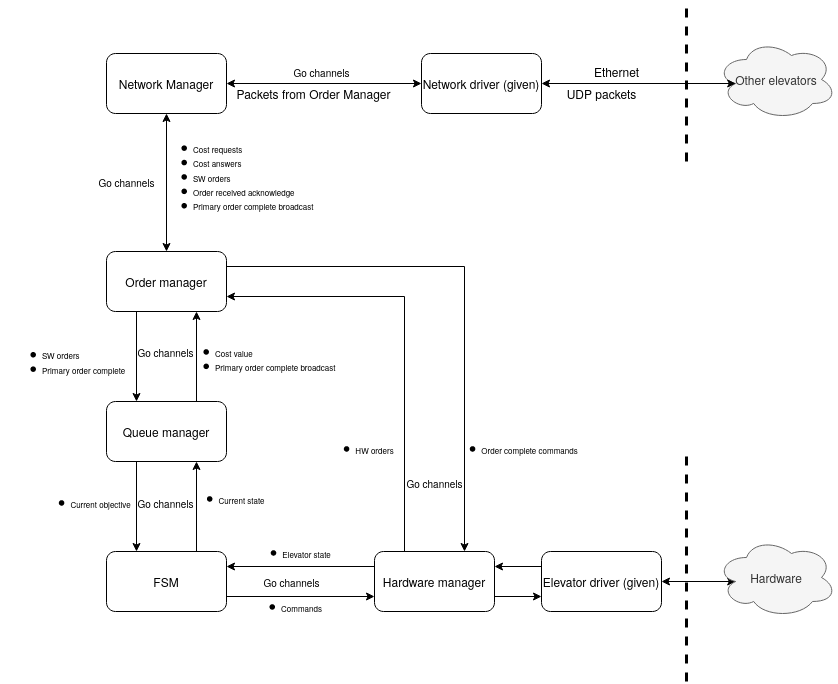 Network Manager
Go channels
Packets from Order Manager
Network driver (given)
Ethernet
UDP packets
Other elevators
Go channels
Cost requests
Cost answers
SW orders
Order received acknowledge
Primary order complete broadcast
Order manager
SW orders
Primary order complete
Go channels
Cost value
Primary order complete broadcast
Queue manager
HW orders
Order complete commands
Go channels
Current objective
Go channels
Current state
FSM
Elevator state
Go channels
Commands
Hardware manager
Elevator driver (given)
Hardware